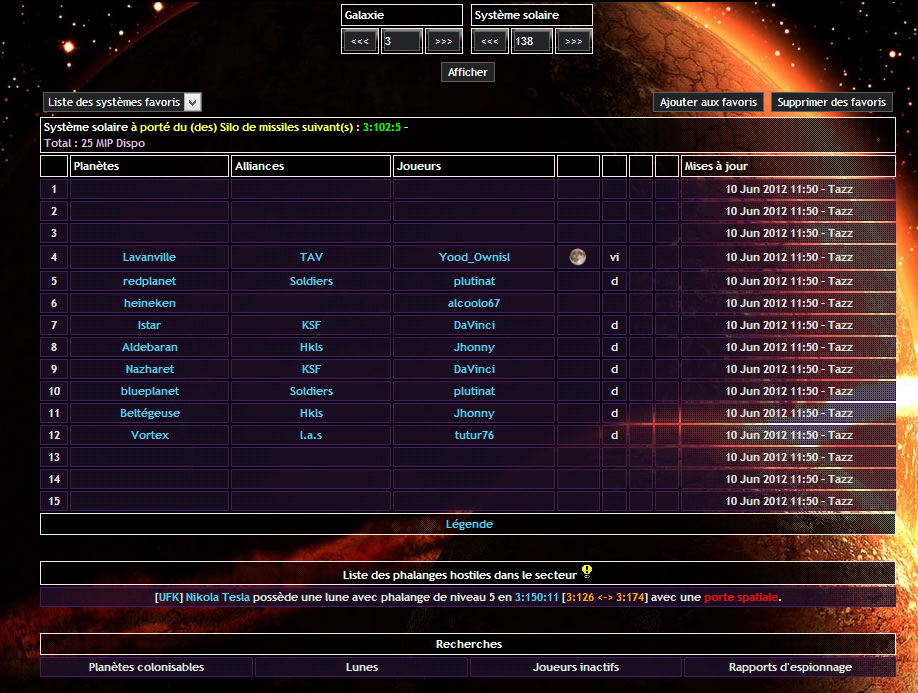 Galaxie Système solaire
<<< 3 >>> <<< 138 >>>
Afficher
Liste des systèmes favoris Ajouter aux favoris Supprimer des favoris
Système solaire à porté du (des) Silo de missiles suivant(s) : 3:102:5 -
Total : 25 MIP Dispo
Planètes Alliances Joueurs Mises à jour
1 10 Jun 2012 11:50 - Tazz
2 10 Jun 2012 11:50 - Tazz
3 10 Jun 2012 11:50 - Tazz
4 Lavanville TAV Yood_Ownisl vi 10 Jun 2012 11:50 - Tazz
5 redplanet Soldiers plutinat d 10 Jun 2012 11:50 - Tazz
6 heineken alcoolo67 10 Jun 2012 11:50 - Tazz
7 Istar KSF DaVinci d 10 Jun 2012 11:50 - Tazz
8 Aldebaran Hkls Jhonny d 10 Jun 2012 11:50 - Tazz
9 Nazharet KSF DaVinci d 10 Jun 2012 11:50 - Tazz
10 blueplanet Soldiers plutinat d 10 Jun 2012 11:50 - Tazz
11 Beltégeuse Hkls Jhonny d 10 Jun 2012 11:50 - Tazz
12 Vortex l.a.s tutur76 d 10 Jun 2012 11:50 - Tazz
13 10 Jun 2012 11:50 - Tazz
14 10 Jun 2012 11:50 - Tazz
15 10 Jun 2012 11:50 - Tazz
Légende
Liste des phalanges hostiles dans le secteur
[UFK] Nikola Tesla possède une lune avec phalange de niveau 5 en 3:150:11 [3:126 <-> 3:174] avec une porte spatiale.
Recherches
Planètes colonisables Lunes Joueurs inactifs Rapports d'espionnage